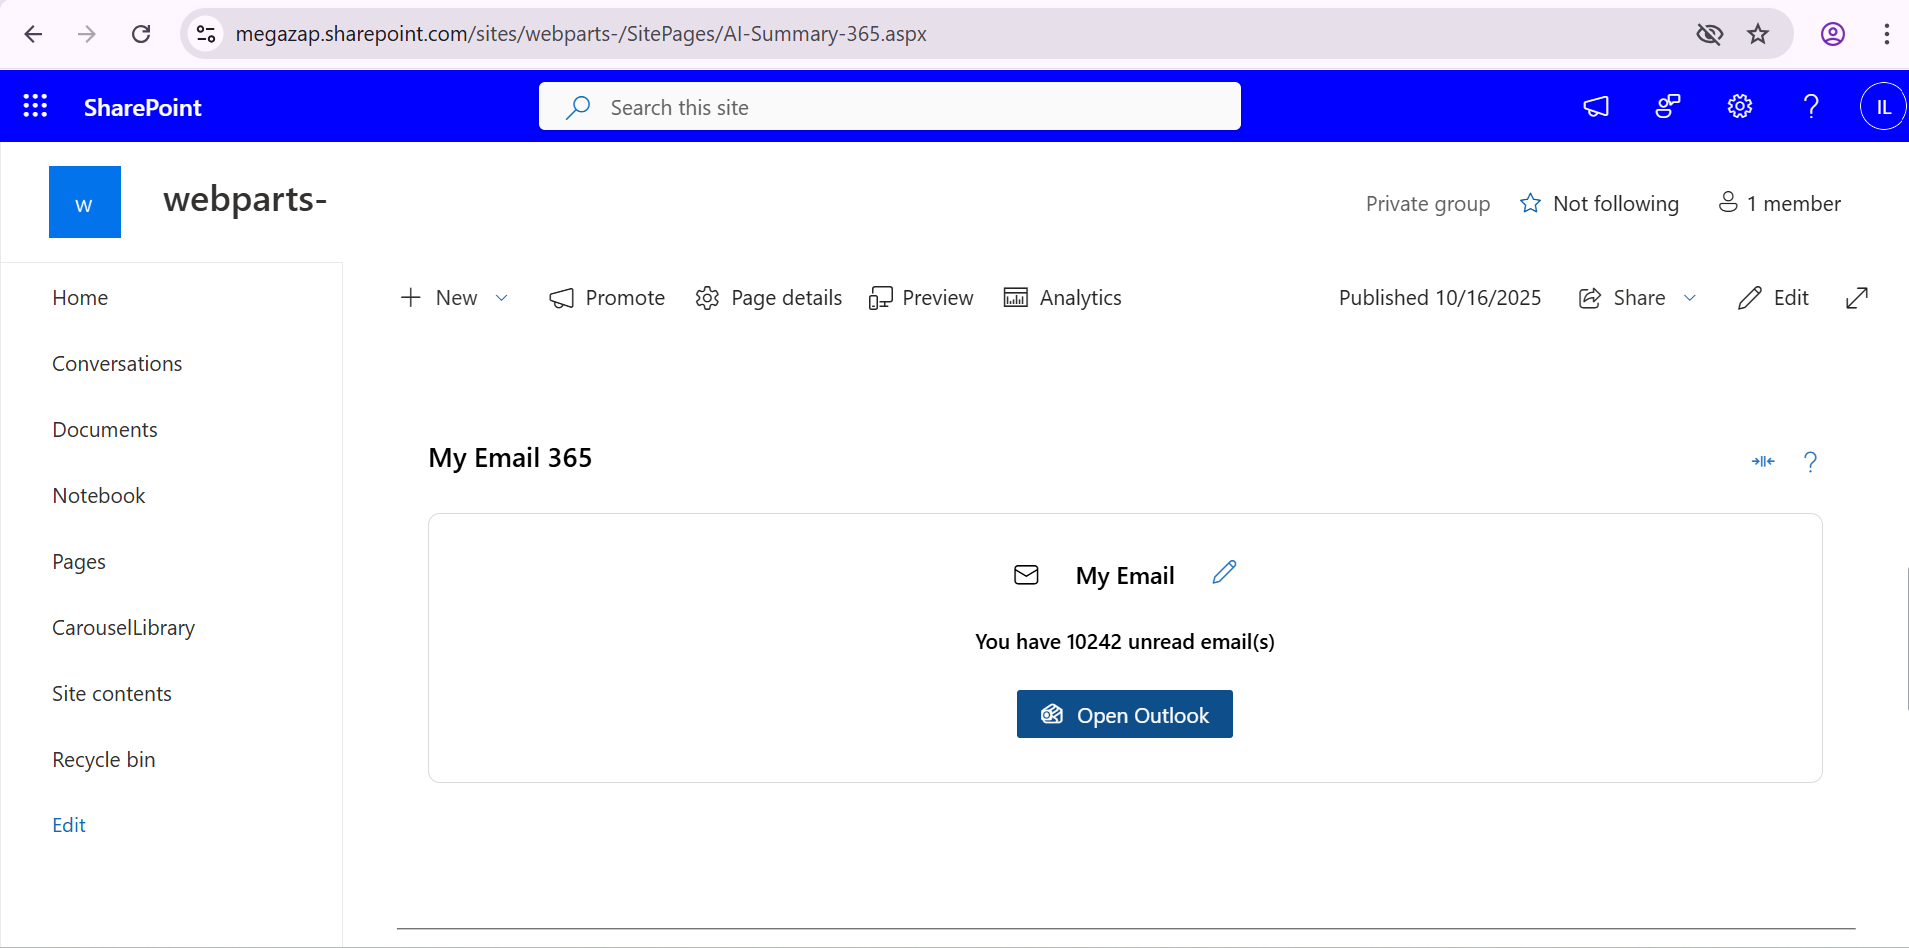 megazap.sharepoint.com/sites/webparts-/SitePages/AI-Summary-365.aspx
SharePoint
Search this site
IL
W
webparts-
Private group
Not following
1 member
Home
Conversations
Documents
Notebook
Pages
CarouselLibrary
Site contents
Recycle bin
Edit
New
Promote
Page details
Preview
Analytics
Published 10/16/2025
Share
Edit
My Email 365
My Email
You have 10242 unread email(s)
Open Outlook